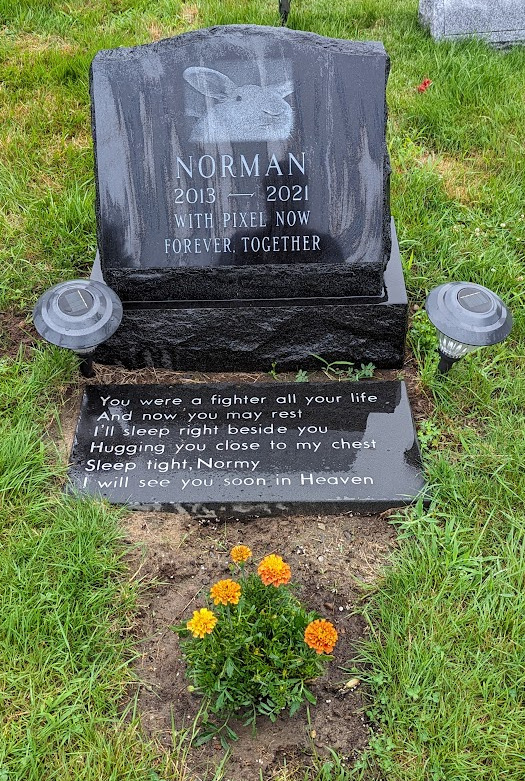 NORMAN
2013 — 2021
WITH PIXEL NOW
FOREVER, TOGETHER
You were a fighter all your life
And now you may rest
I'll sleep right beside you
Hugging you close to my chest
Sleep tight, Normy
I will see you soon in Heaven